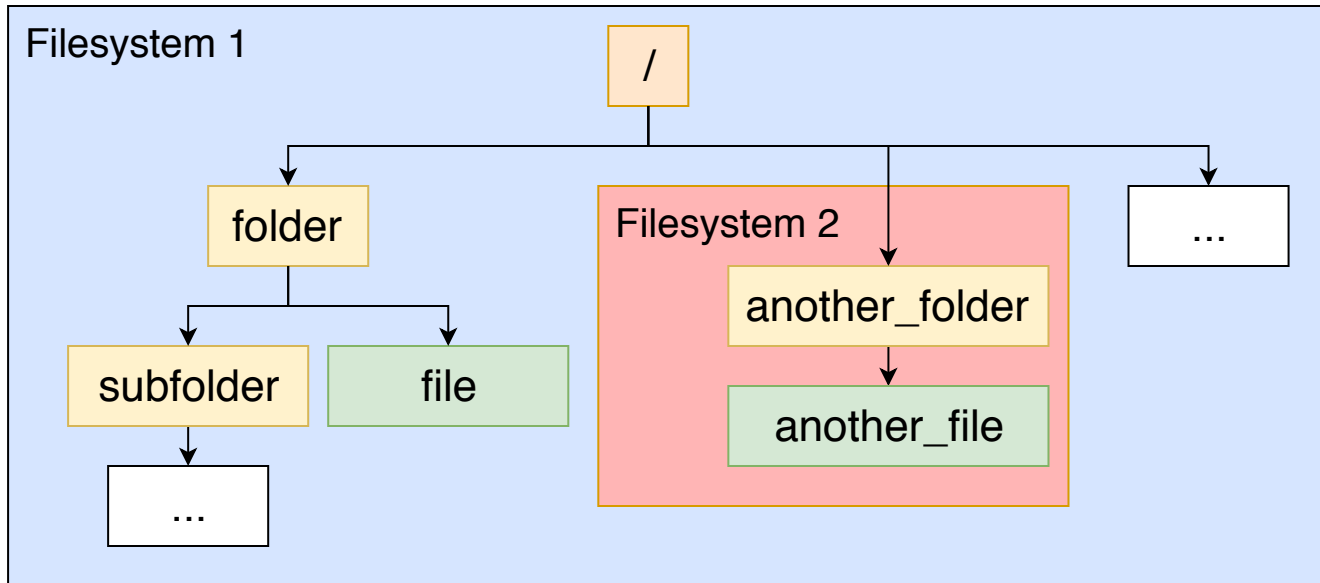 Filesystem 1
/
folder
Filesystem 2
...
another_folder
subfolder
file
another_file
...